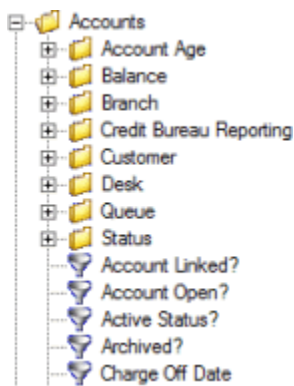 Accounts
Account Age
Balance
Branch
Credit Bureau Reporting
Customer
Desk
Queue
Status
Account Linked?
Account Open?
Active Status?
Archived?
Charge Off Date